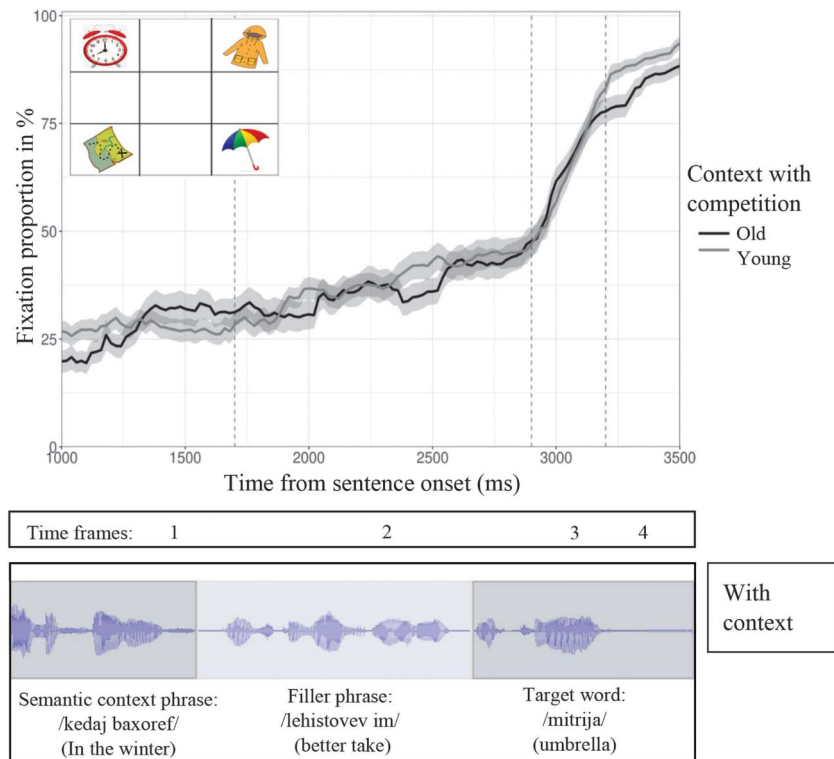 100
75
50
25
0
Fixation proportion in %
1000 1500 2000 2500 3000 3500
Time from sentence onset (ms)
Context with
competition
Old
Young
Time frames: 1 2 3 4
With
context
Semantic context phrase:
/kedaj baxoref/
(In the winter)
Filler phrase:
/lehistovev im/
(better take)
Target word:
/mitrija/
(umbrella)